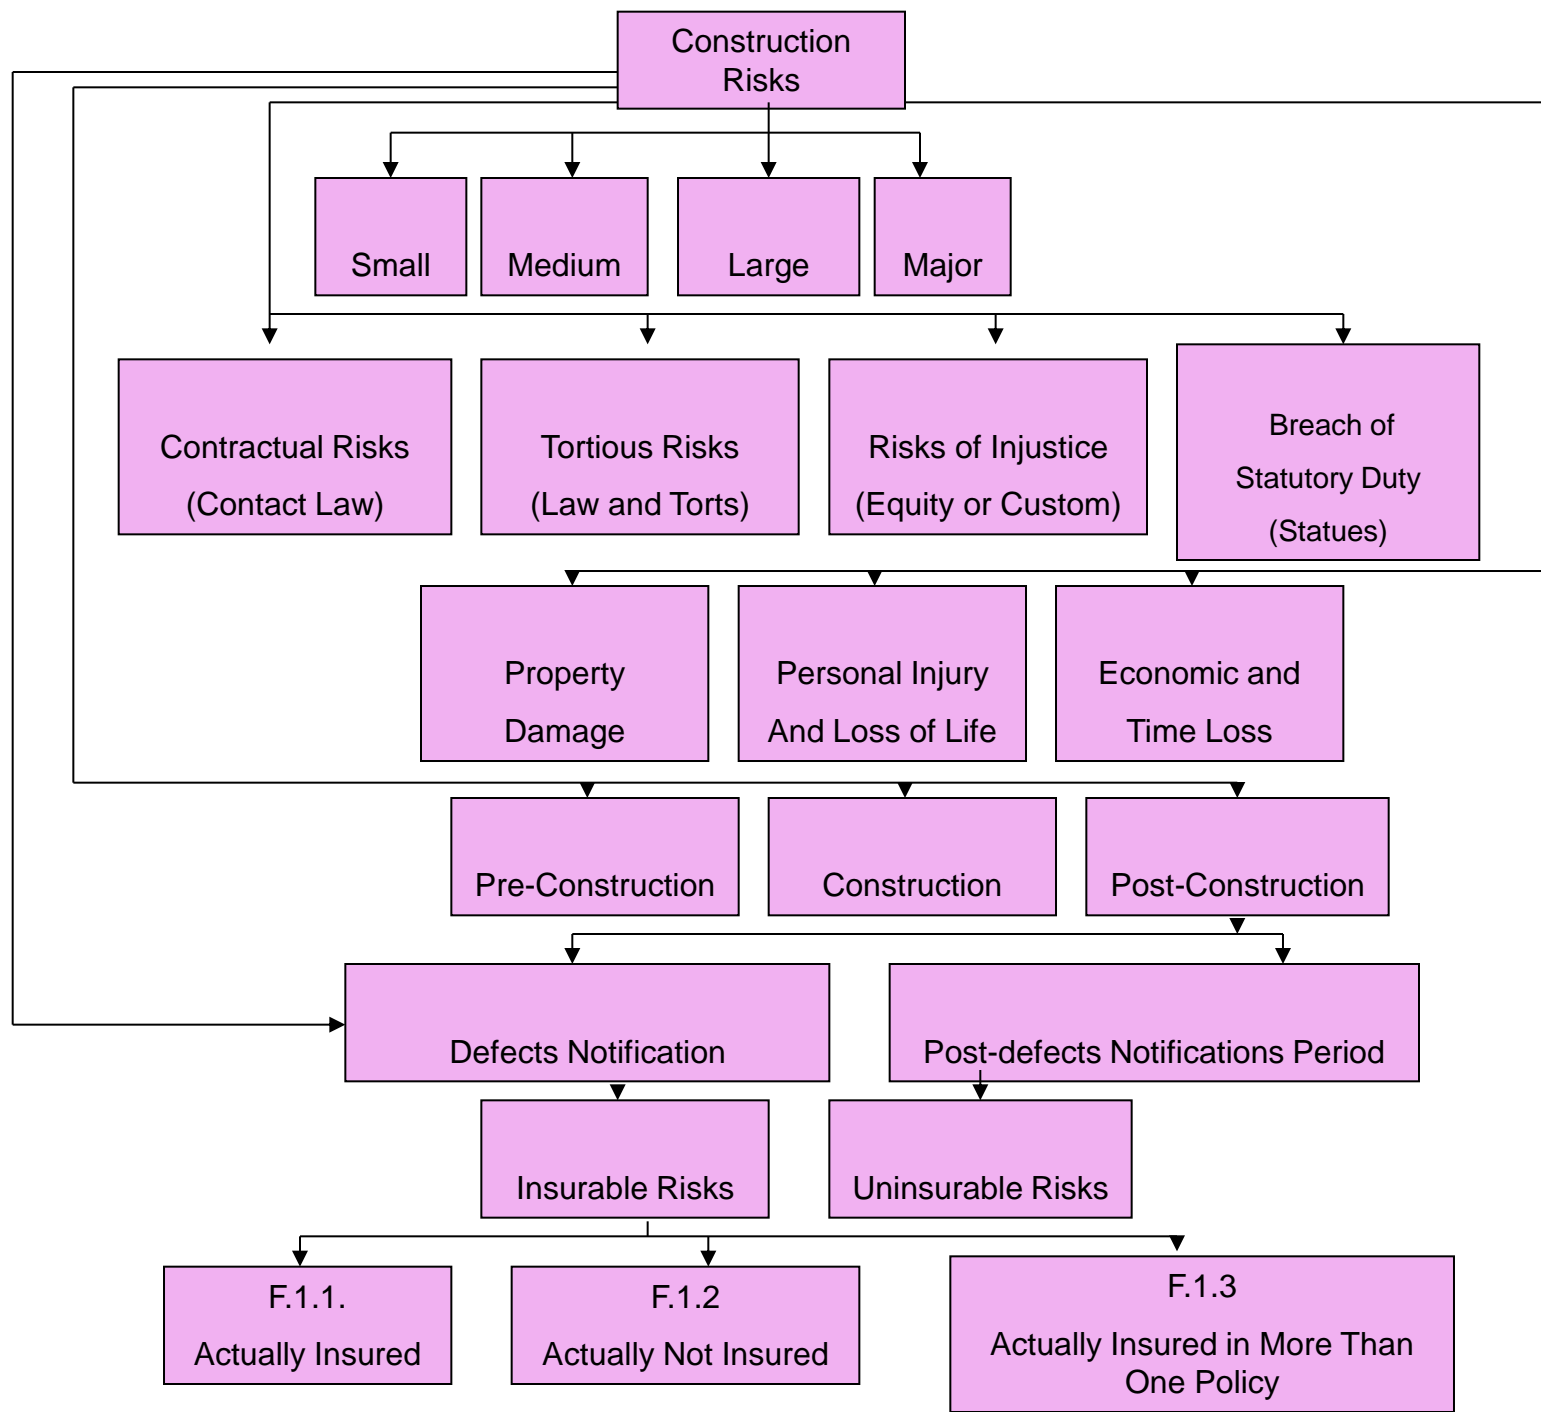 Construction
Risks
Small
Medium
Large
Major
Contractual Risks
(Contact Law)
Tortious Risks
(Law and Torts)
Risks of Injustice
(Equity or Custom)
Breach of
Statutory Duty
(Statues)
Property
Damage
Personal Injury
And Loss of Life
Economic and
Time Loss
Pre-Construction
Construction
Post-Construction
Defects Notification
Post-defects Notifications Period
Insurable Risks
Uninsurable Risks
F.1.1.
Actually Insured
F.1.2
Actually Not Insured
F.1.3
Actually Insured in More Than
One Policy